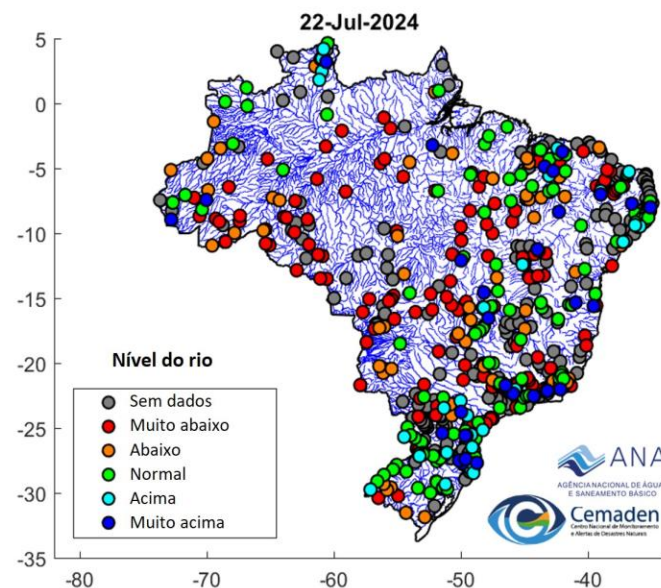 22-Jul-2024
5
0
-5
-10
-15
-20
-25
-30
-35
Nível do rio
Sem dados
Muito abaixo
Abaixo
Normal
Acima
Muito acima
ANA
AGÊNCIA NACIONAL DE ÁGUA
E SANEAMENTO BÁSICO
Cemaden
Centro Nacional de Monitoramento
e Alertas de Desastres Naturais
-80
-70
-60
-50
-40